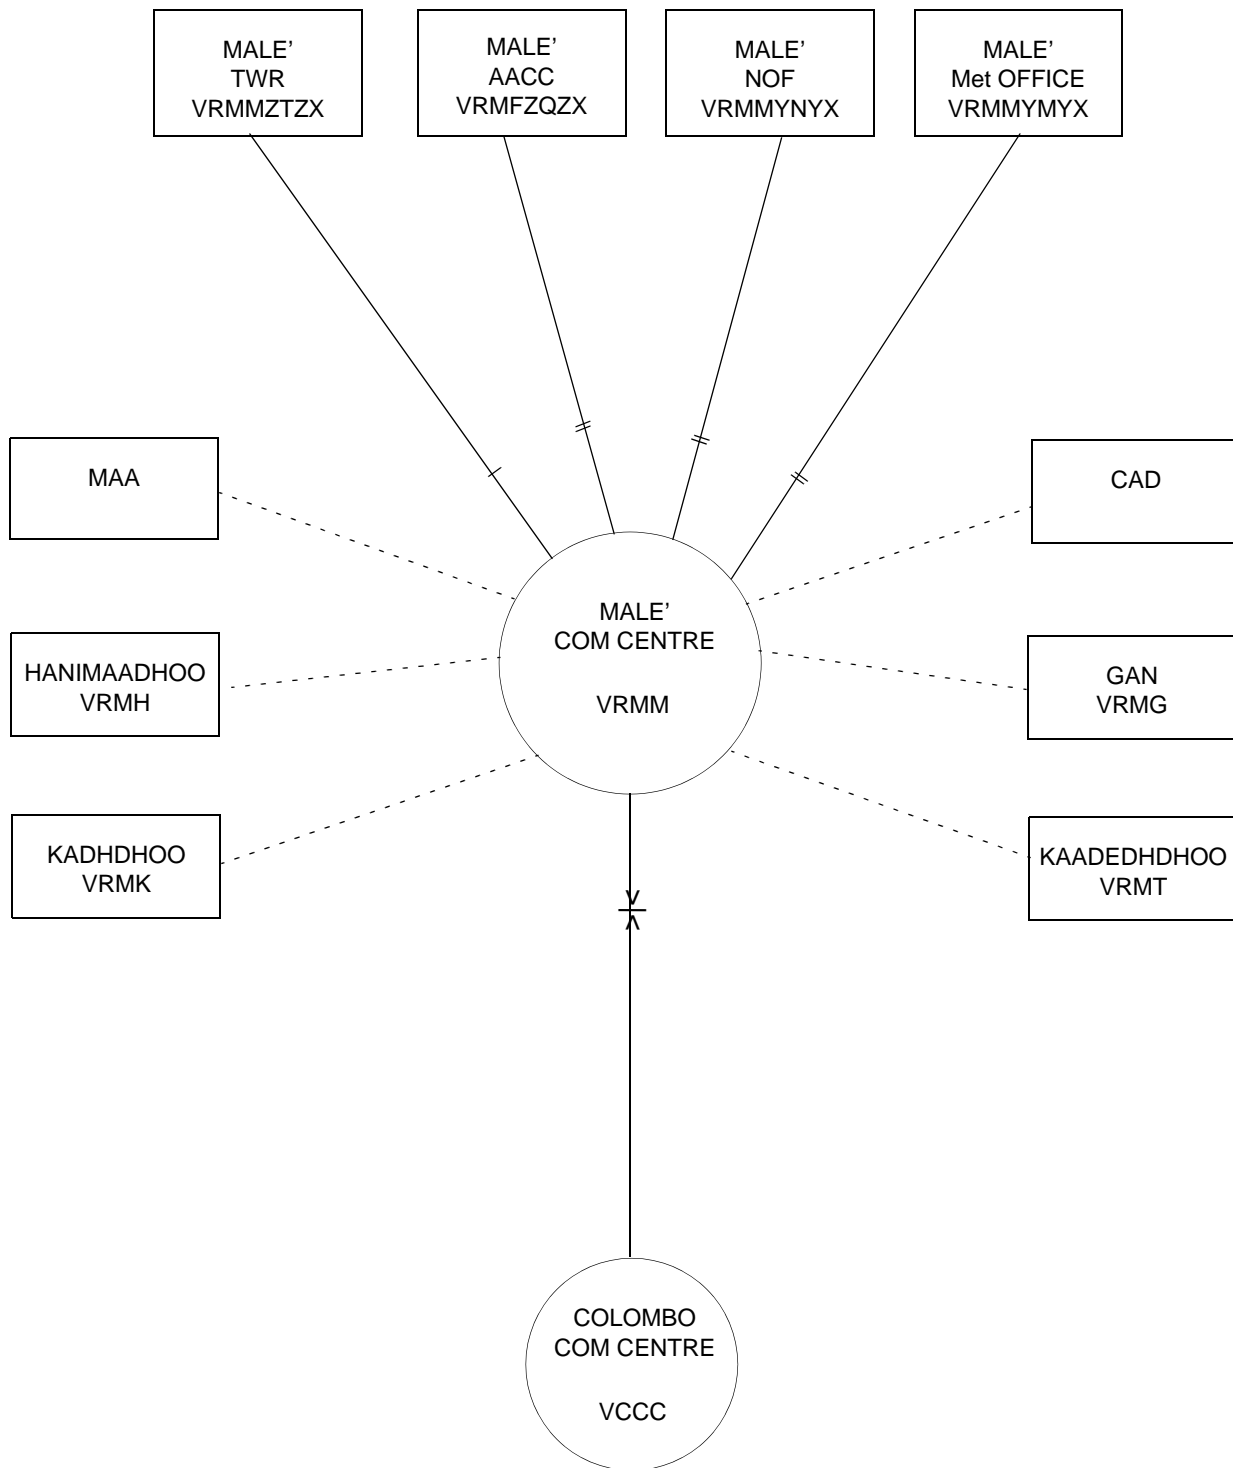 MALE’
TWR
VRMMZTZX
MALE’
AACC
VRMFZQZX
MALE’
NOF
VRMMYNYX
MALE’
Met OFFICE
VRMMYMYX
MAA
CAD
MALE’
COM CENTRE
VRMM
HANIMAADHOO
VRMH
GAN
VRMG
KADHDHOO
VRMK
KAADEDHDHOO
VRMT
COLOMBO
COM CENTRE
VCCC